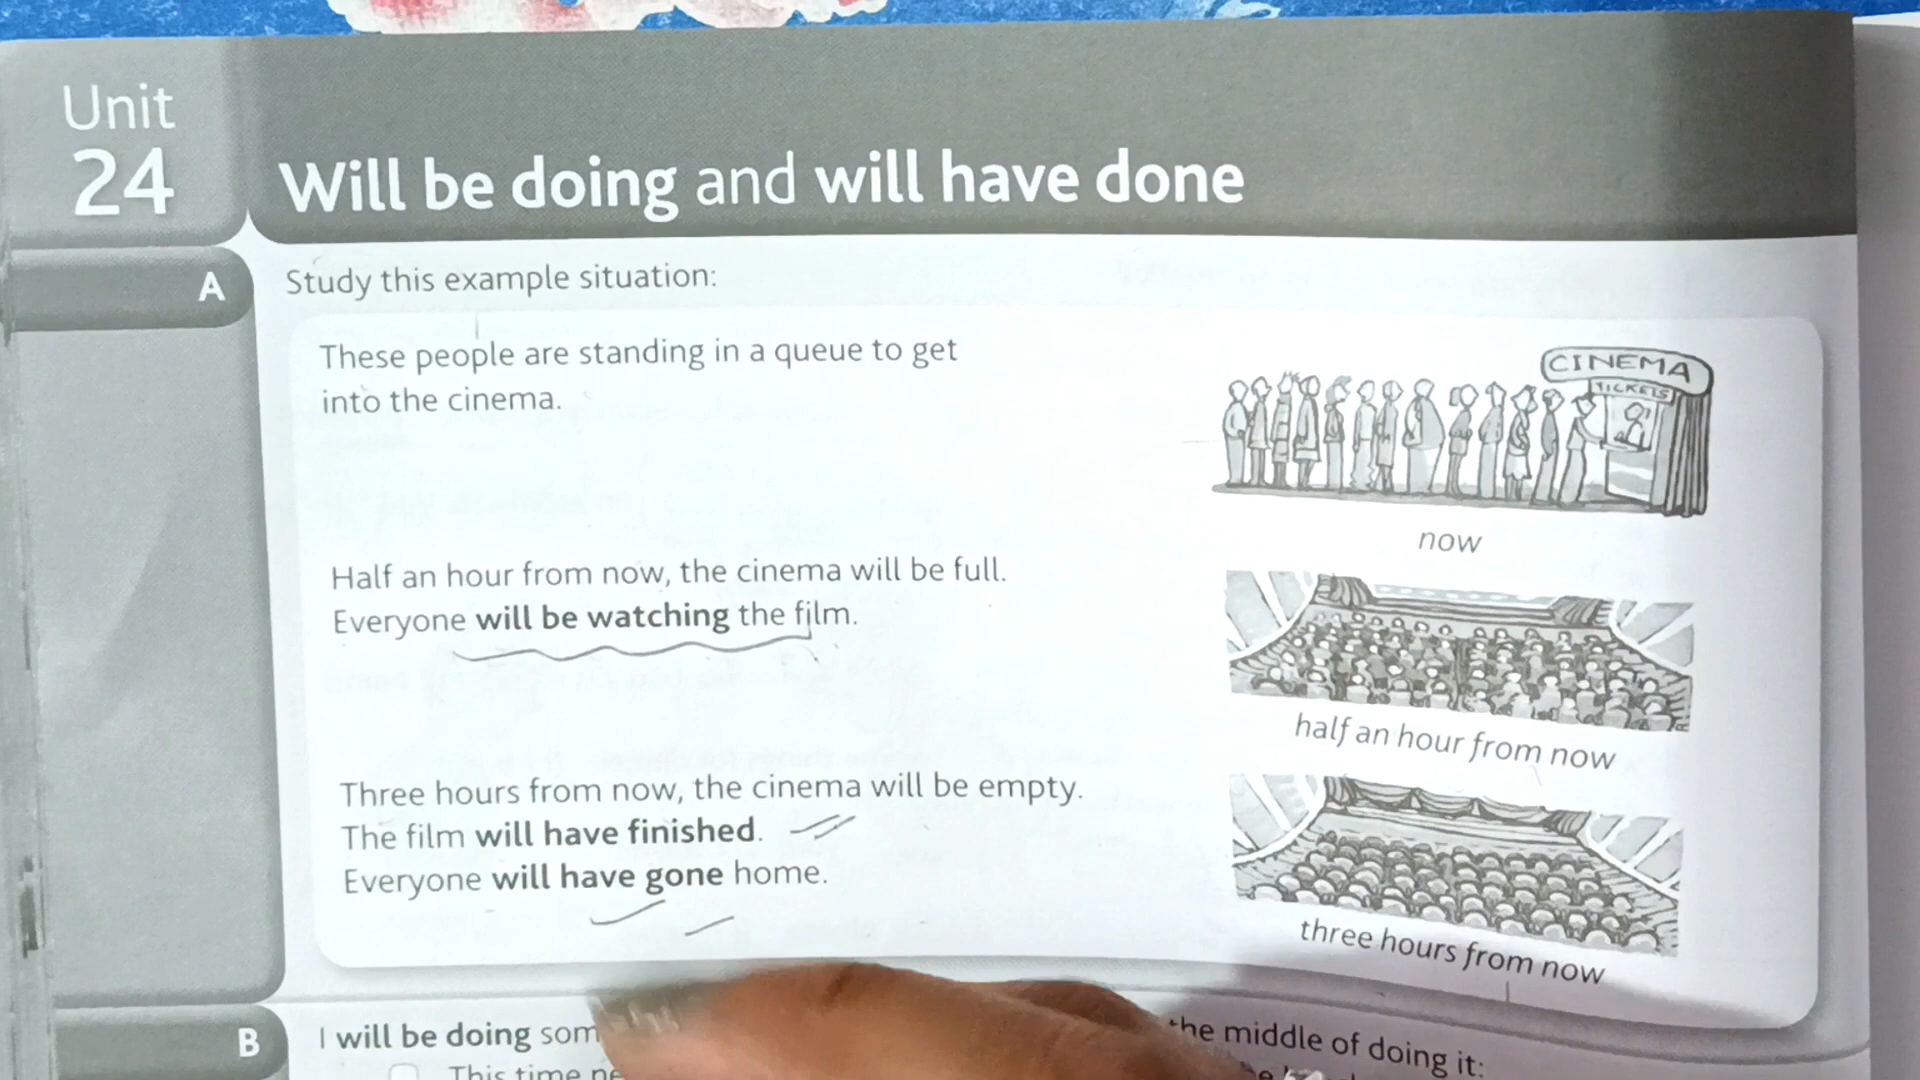 Unit
24
Will be doing and will have done
A
Study this example situation:
These people are standing in a queue to get
into the cinema.
CINEMA
TICKETS
now
Half an hour from now, the cinema will be full.
Everyone will be watching the film.
half an hour from now
Three hours from now, the cinema will be empty.
The film will have finished.
Everyone will have gone home.
three hours from now
B
I will be doing the middle of doing it:
This time